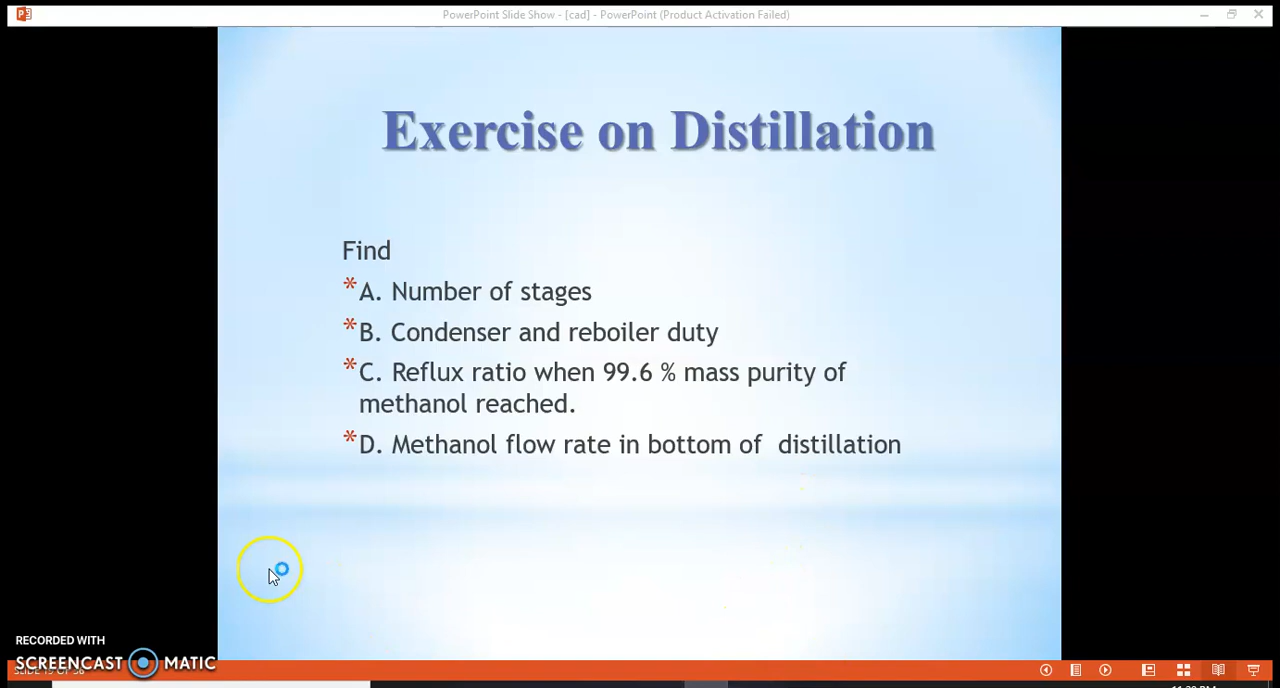 PowerPoint Slide Show - [cad] - PowerPoint (Product Activation Failed)
Exercise on Distillation
Find
* A. Number of stages
* B. Condenser and reboiler duty
* C. Reflux ratio when 99.6 % mass purity of
methanol reached.
* D. Methanol flow rate in bottom of distillation
RECORDED WITH
SCREENCAST MATIC